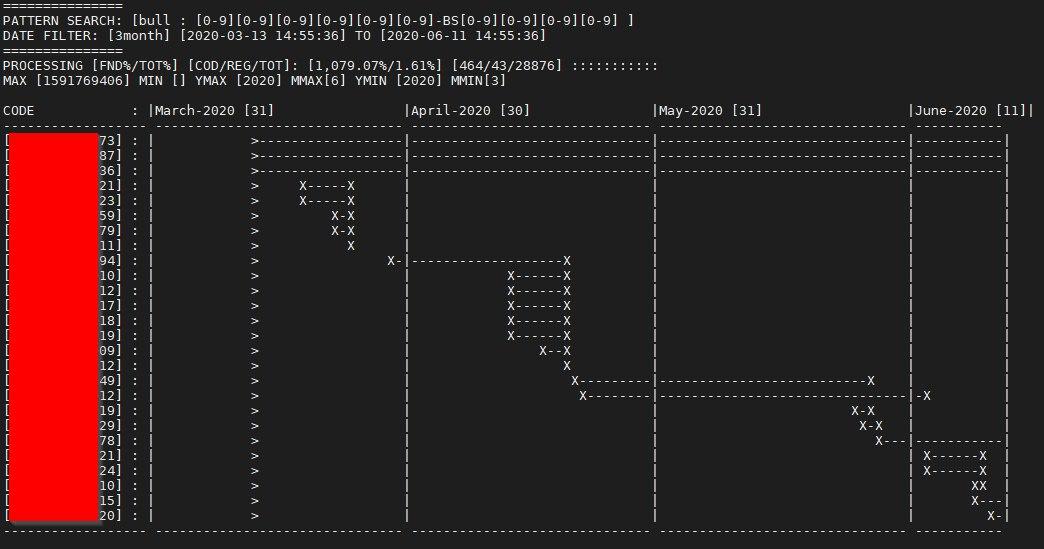 ===============
PATTERN SEARCH: [bull : [0-9][0-9][0-9][0-9][0-9][0-9]-BS[0-9][0-9][0-9][0-9] ]
DATE FILTER: [3month] [2020-03-13 14:55:36] TO [2020-06-11 14:55:36]
===============
PROCESSING [FND%/TOT%] [COD/REG/TOT]: [1,079.07%/1.61%] [464/43/28876] :::::::::::
MAX [1591769406] MIN [] YMAX [2020] MMAX[6] YMIN [2020] MMIN[3]
CODE : |March-2020 [31] |April-2020 [30] |May-2020 [31] |June-2020 [11]|
[73] : | >------------------|------------------------------|-------------------------------|-----------|
[87] : | >------------------|------------------------------|-------------------------------|-----------|
[36] : | >------------------|------------------------------|-------------------------------|-----------|
[21] : | > X-----X | | | |
[23] : | > X-----X | | | |
[59] : | > X-X | | | |
[79] : | > X-X | | | |
[11] : | > X | | | |
[94] : | > X-|-------------------X | | |
[10] : | > | X------X | | |
[12] : | > | X------X | | |
[17] : | > | X------X | | |
[18] : | > | X------X | | |
[19] : | > | X------X | | |
[09] : | > | X--X | | |
[12] : | > | X | | |
[49] : | > | X---------|--------------------------X | |
[12] : | > | X--------|-------------------------------|-X |
[19] : | > | | X-X | |
[29] : | > | | X-X | |
[78] : | > | | X---|-----------|
[21] : | > | | | X------X |
[24] : | > | | | X------X |
[10] : | > | | | XX |
[15] : | > | | | X---|
[20] : | > | | | X-|